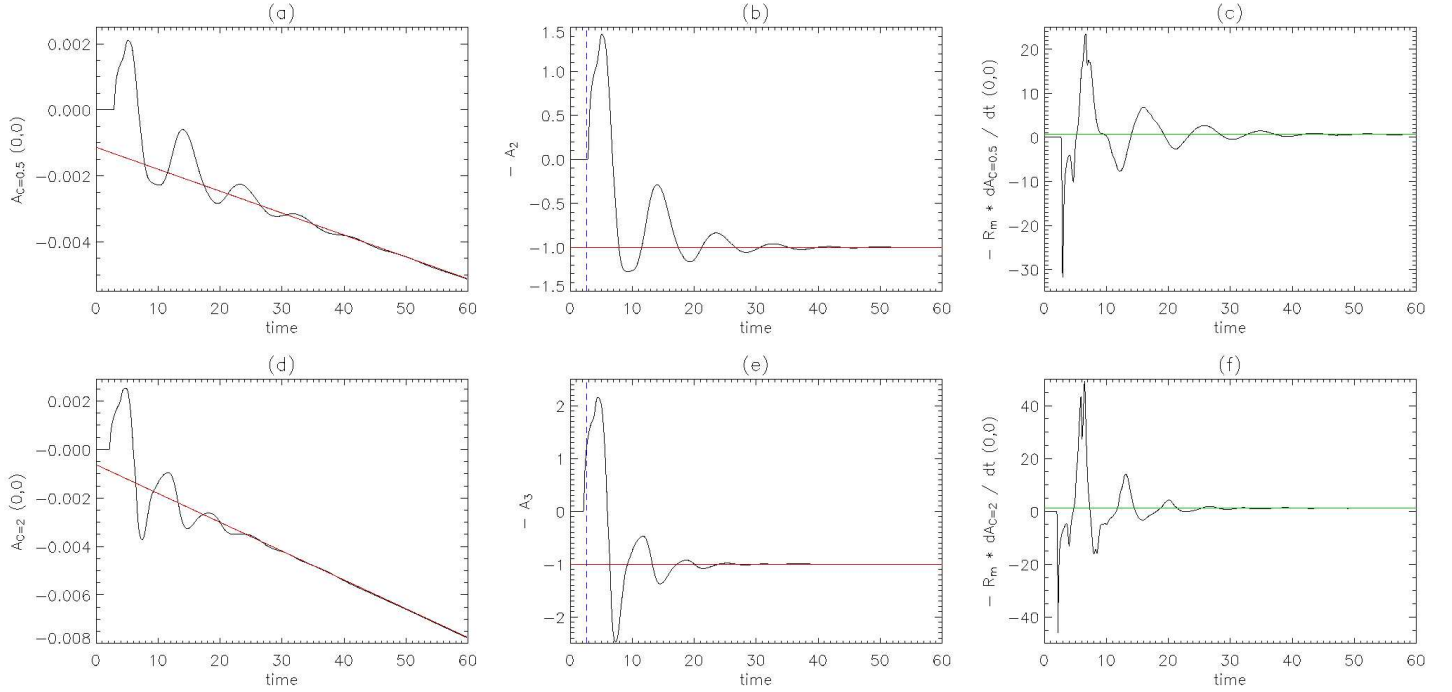 (a)
0.002
0.000
−0.002
−0.004
A_C=0.5 (0,0)
0 10 20 30 40 50 60
time
(b)
1.5
1.0
0.5
0.0
−0.5
−1.0
−1.5
− A_2
0 10 20 30 40 50 60
time
(c)
20
10
0
−10
−20
−30
− R_m * dA_C=0.5 / dt (0,0)
0 10 20 30 40 50 60
time
(d)
0.002
−0.000
−0.002
−0.004
−0.006
−0.008
A_C=2 (0,0)
0 10 20 30 40 50 60
time
(e)
2
1
0
−1
−2
− A_3
0 10 20 30 40 50 60
time
(f)
40
20
0
−20
−40
− R_m * dA_C=2 / dt (0,0)
0 10 20 30 40 50 60
time